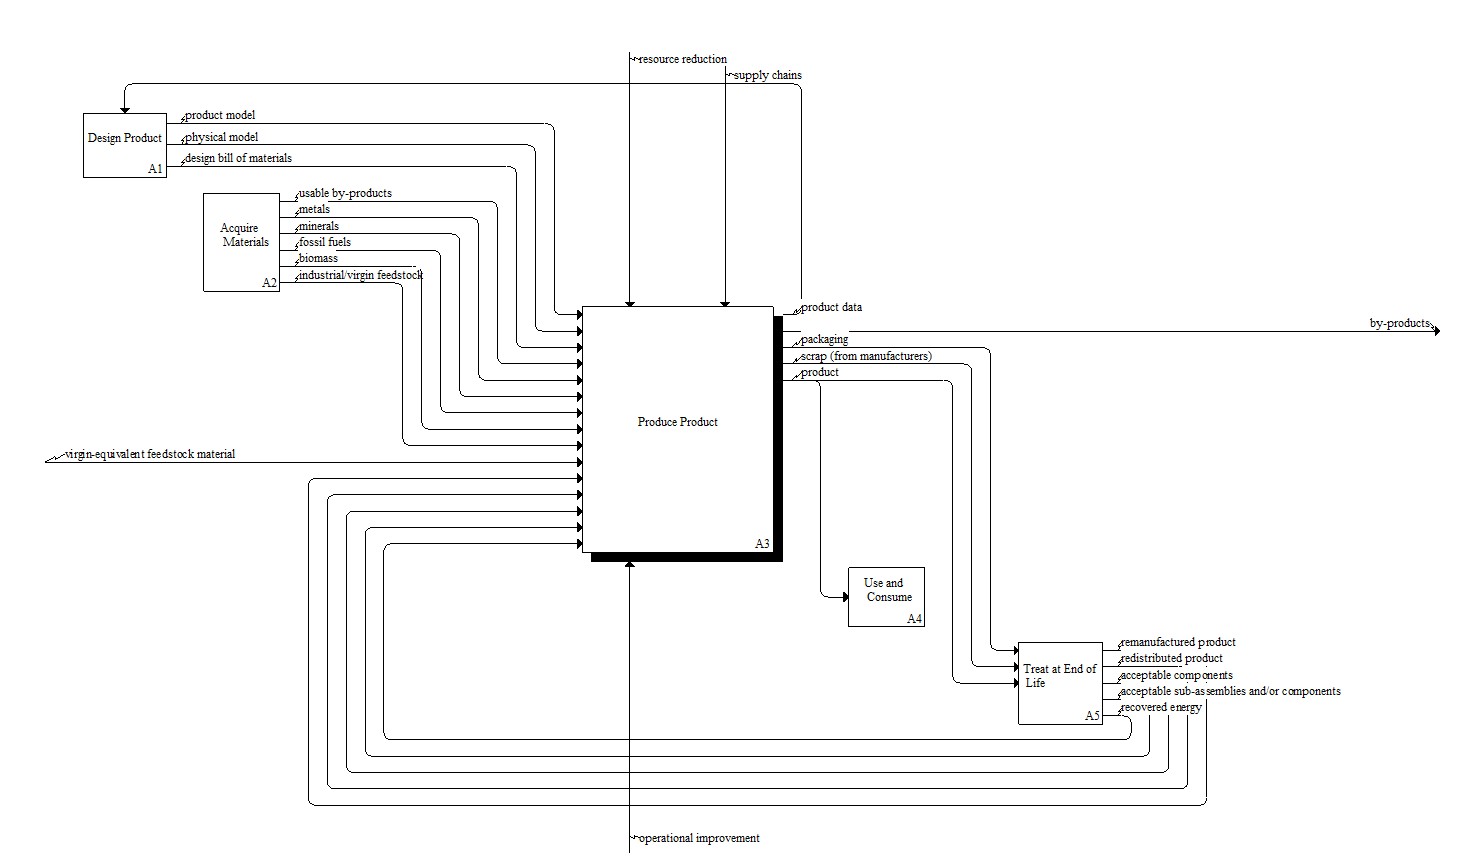 resource reduction
supply chains
product model
Design Product
physical model
design bill of materials
A1
usable by-products
metals
minerals
Acquire
Materials
fossil fuels
biomass
industrial/virgin feedstock
A2
product data
by-products
packaging
scrap (from manufacturers)
product
Produce Product
virgin-equivalent feedstock material
A3
Use and
Consume
A4
remanufactured product
redistributed product
Treat at End of
Life
acceptable components
acceptable sub-assemblies and/or components
recovered energy
A5
operational improvement